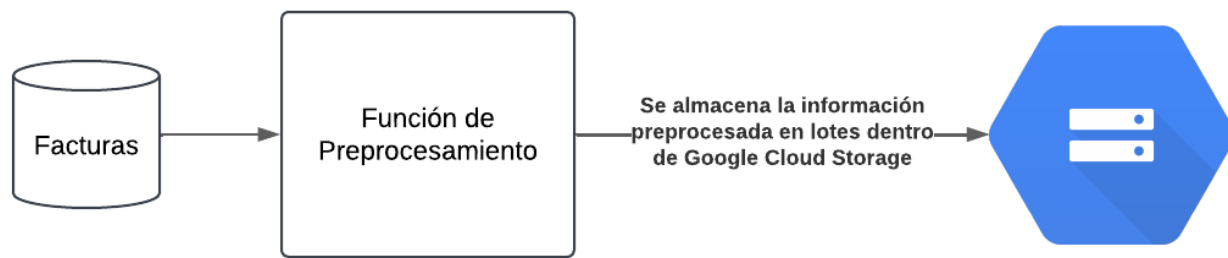 Facturas
Función de
Preprocesamiento
Se almacena la información
preprocesada en lotes dentro
de Google Cloud Storage